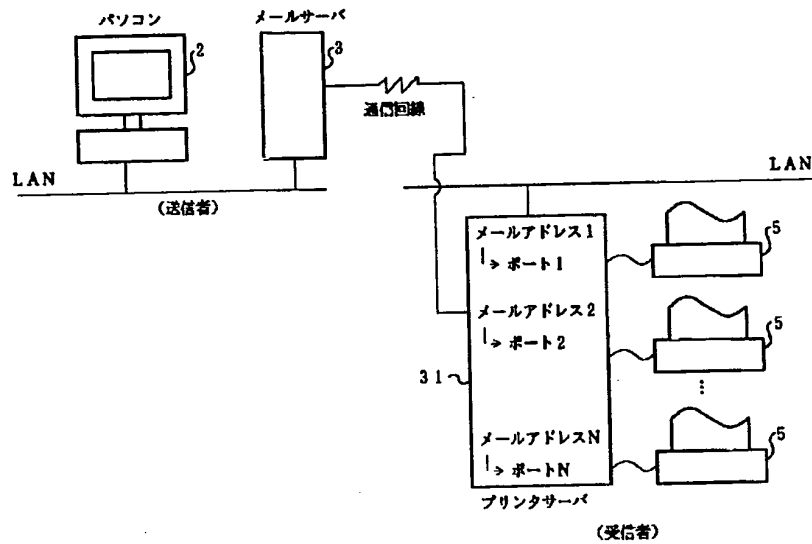 パソコン
2
メールサーバ
3
通信回線
LAN
(送信者)
LAN
メールアドレス1
ポート1
5
メールアドレス2
ポート2
5
31
メールアドレスN
ポートN
5
プリンタサーバ
(受信者)